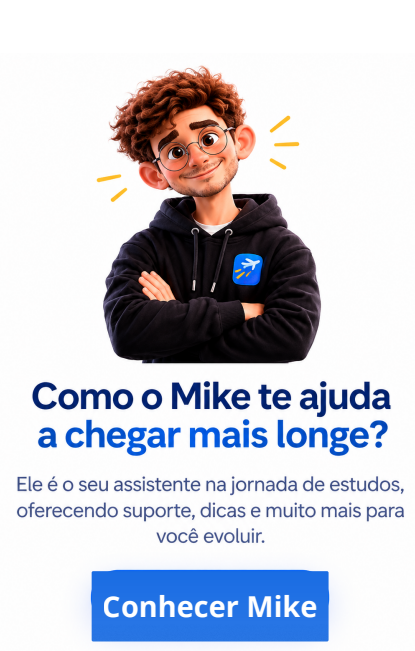 Como o Mike te ajuda
a chegar mais longe?
Ele é o seu assistente na jornada de estudos,
oferecendo suporte, dicas e muito mais para
você evoluir.
Conhecer Mike